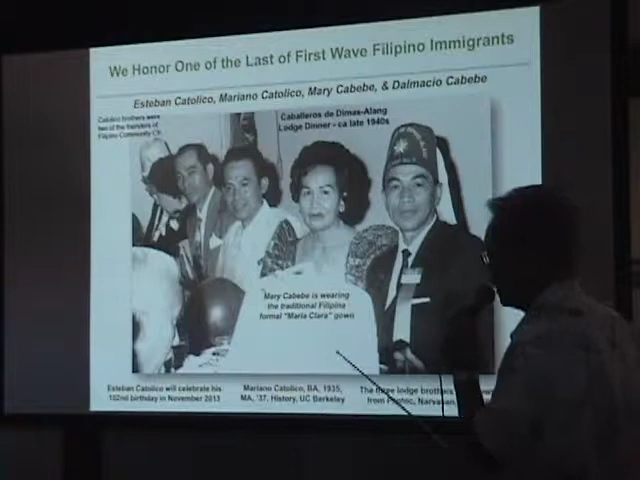 We Honor One of the Last of First Wave Filipino Immigrants
Esteban Catolico, Mariano Catolico, Mary Cabebe, & Dalmacio Cabebe
Catolico brothers were
two of the founders of
Filipino Community
Caballeros de Dimas-Alang
Lodge Dinner - ca late 1940s
Mary Cabebe is wearing
the traditional Filipina
formal "Maria Clara" gown
Esteban Catolico will celebrate his
102nd birthday in November 2013
Mariano Catolico, BA, 1935,
MA, '37. History, UC Berkeley
The three lodge brothers
from